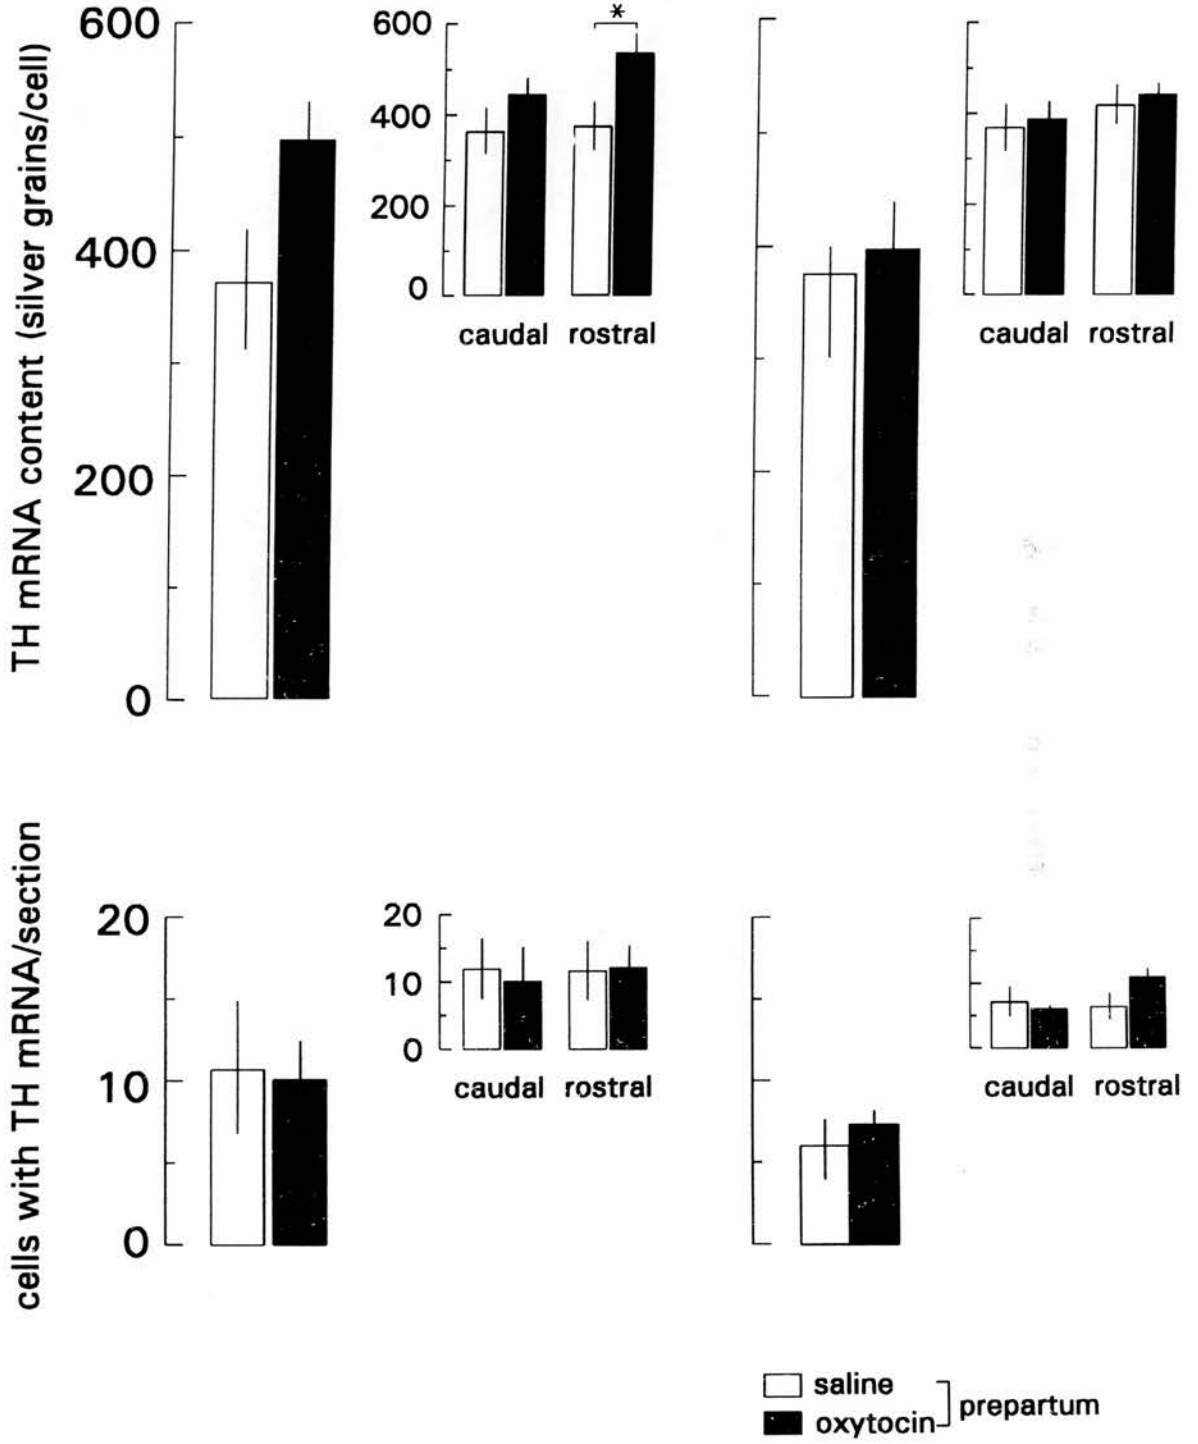 TH mRNA content (silver grains/cell)
600
400
200
0
600
400
200
0
*
caudal rostral
caudal rostral
cells with TH mRNA/section
20
10
0
20
10
0
caudal rostral
caudal rostral
saline
oxytocin
prepartum